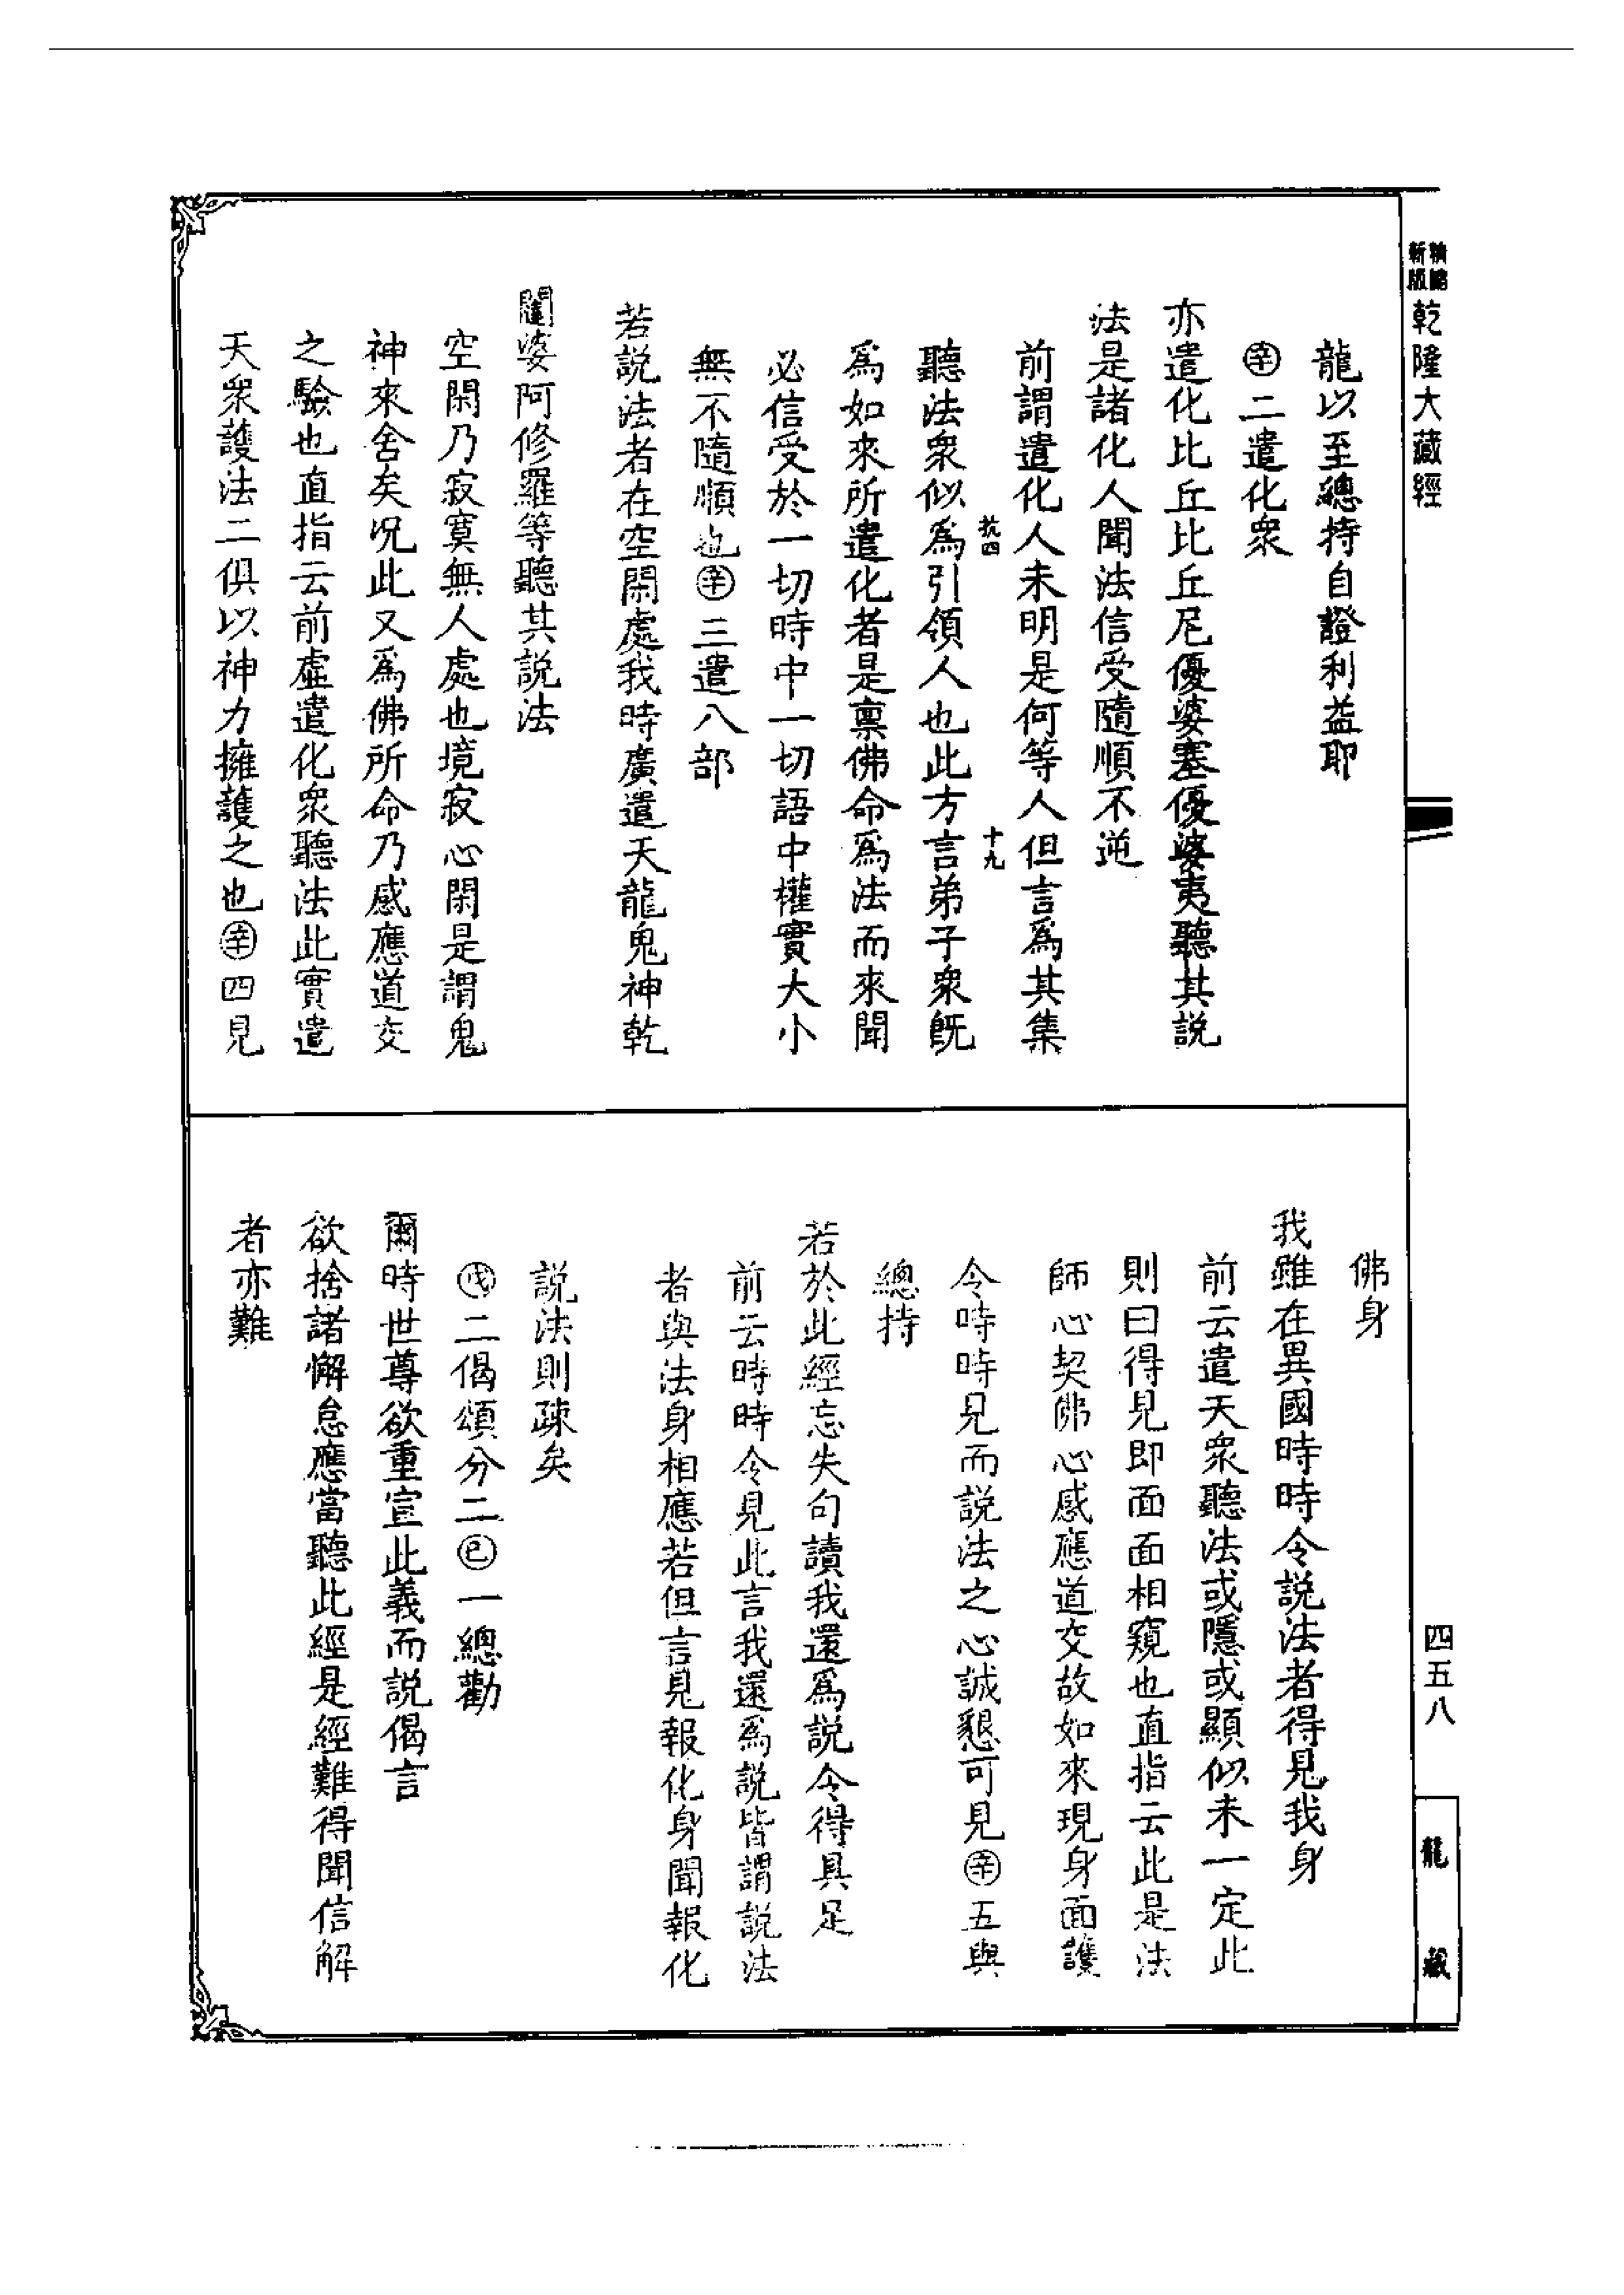 精縮
新版
乾隆大藏經
龍以至總持自證利益耶
㊛二遣化衆
亦遣化比丘比丘尼優婆塞優婆夷聽其説
法是諸化人聞法信受隨順不逆
前謂遣化人未明是何等人但言爲其集
十九
聽法衆似爲引領人也此方言弟子衆旣
爲如來所遣化者是稟佛命爲法而來聞
必信受於一切時中一切語中權實大小
無不隨順也辛三遣八部
若説法者在空閑處我時廣遣天龍鬼神乾
闥婆阿修羅等聽其説法
空閑乃寂寞無人處也境寂心閑是謂鬼
神來舍矣況此又爲佛所命乃感應道交
之驗也直指云前虛遣化衆聽法此實遣
天衆護法二俱以神力擁護之也辛四見
佛身
我雖在異國時時令説法者得見我身
前云遣天衆聽法或隱或顯似未一定此
則曰得見即面面相窺也直指云此是法
師心契佛心感應道交故如來現身面護
令時時見而説法之心誠懇可見辛五與
總持
若於此經忘失句讀我還爲説令得具足
前云時時令見此言我還爲説皆謂説法
者與法身相應若但言見報化身聞報化
説法則疎矣
戊二偈頌分二己一總勸
爾時世尊欲重宣此義而説偈言
欲捨諸懈怠應當聽此經是經難得聞信解
者亦難
四五八
龍藏